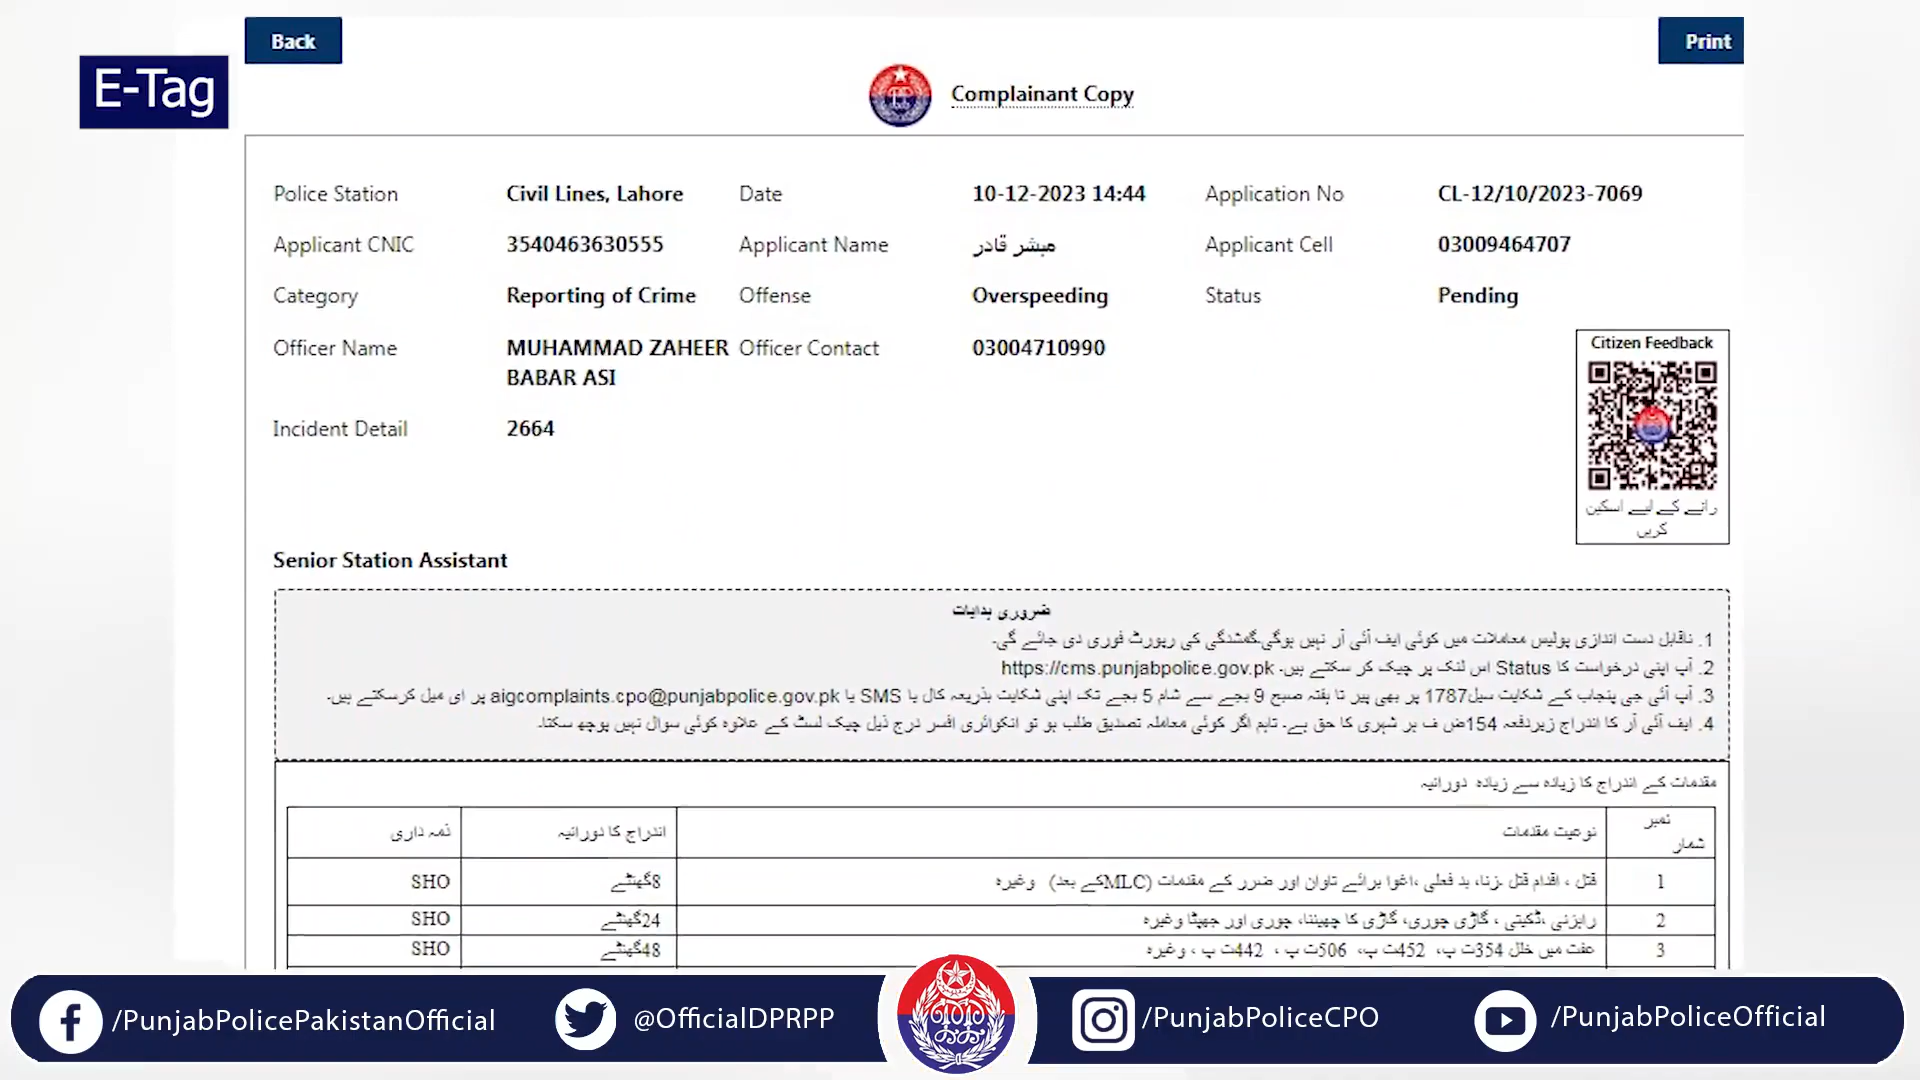 Back
Print
E-Tag
Complainant Copy
Police Station Civil Lines, Lahore Date 10-12-2023 14:44 Application No CL-12/10/2023-7069
Applicant CNIC 3540463630555 Applicant Name مبشر قادر Applicant Cell 03009464707
Category Reporting of Crime Offense Overspeeding Status Pending
Officer Name MUHAMMAD ZAHEER BABAR ASI Officer Contact 03004710990
Citizen Feedback
Incident Detail 2664
رائے کے لیے اسکین
کریں
Senior Station Assistant
ضروری ہدایات
1. ناقابل دست اندازی پولیس معاملات میں کوئی ایف آئی آر نہیں ہوگی۔گمشدگی کی رپورٹ فوری دی جائے گی۔
2. آپ اپنی درخواست کا Status اس لنک پر چیک کر سکتے ہیں۔ https://cms.punjabpolice.gov.pk
3. آپ آئی جی پنجاب کے شکایت سیل1787 پر بھی پیر تا ہفتہ صبح 9 بجے سے شام 5 بجے تک اپنی شکایت بذریعہ کال یا SMS یا aigcomplaints.cpo@punjabpolice.gov.pk پر ای میل کرسکتے ہیں۔
4. ایف آئی آر کا اندراج زیردفعہ 154ض ف ہر شہری کا حق ہے۔ تاہم اگر کوئی معاملہ تصدیق طلب ہو تو انکوائری افسر درج ذیل چیک لسٹ کے علاوہ کوئی سوال نہیں پوچھ سکتا۔
مقدمات کے اندراج کا زیادہ سے زیادہ دورانیہ
نمبر شمار نوعیت مقدمات اندراج کا دورانیہ ذمہ داری
1 قتل ، اقدام قتل ۔زنا، بد فعلی ،اغوا برائے تاوان اور ضرر کے مقدمات (MLCکے بعد) وغیرہ 8گھنٹے SHO
2 راہزنی ،ڈکیتی ، گاڑی چوری، گاڑی کا چھیننا، چوری اور جھپٹا وغیرہ 24گھنٹے SHO
3 عفت میں خلل 354ت پ، 452ت پ، 506ت پ ، 442ت پ ، وغیرہ 48گھنٹے SHO
/PunjabPolicePakistanOfficial
@OfficialDPRPP
/PunjabPoliceCPO
/PunjabPoliceOfficial